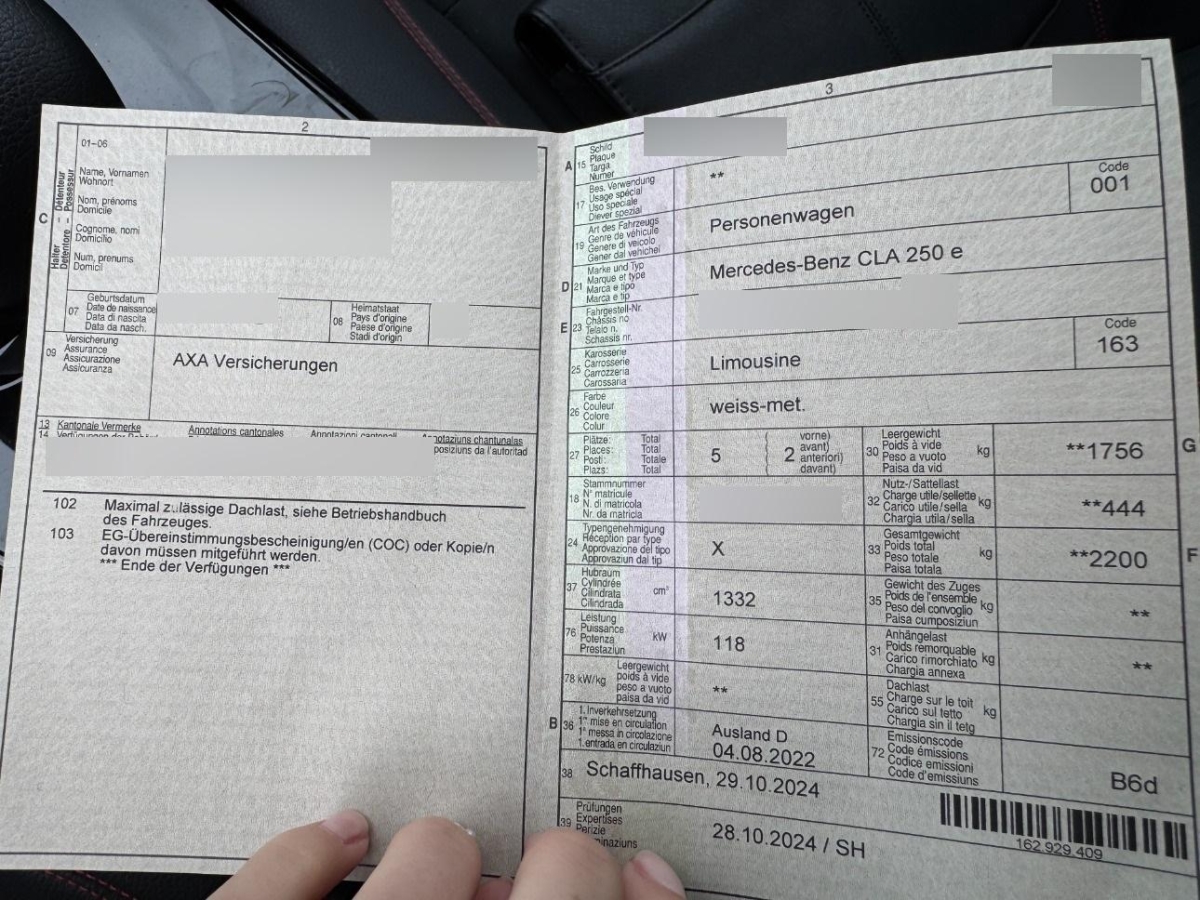 2
01-06
C
Halter – Détenteur
Detentore – Possessur
Name, Vornamen
Wohnort
Nom, prénoms
Domicile
Cognome, nomi
Domicilio
Num, prenums
Domicil
07
Geburtsdatum
Date de naissance
Data di nascita
Data da nasch.
08
Heimatstaat
Pays d'origine
Paese d'origine
Stadi d'origin
09
Versicherung
Assurance
Assicurazione
Assicuranza
AXA Versicherungen
13 Kantonale Vermerke Annotations cantonales Annotazioni cantonali chantunalas
14 Verfügungen der da l'autoritad
102 Maximal zulässige Dachlast, siehe Betriebshandbuch
des Fahrzeuges.
103 EG-Übereinstimmungsbescheinigung/en (COC) oder Kopie/n
davon müssen mitgeführt werden.
*** Ende der Verfügungen ***
3
A 15
Schild
Plaque
Targa
Numer
17
Bes. Verwendung
Usage spécial
Uso speciale
Diever spezial
**
19
Art des Fahrzeugs
Genre de véhicule
Genere di veicolo
Gener dal vehichel
Personenwagen
Code
001
D 21
Marke und Typ
Marque et type
Marca e tipo
Marca e tip
Mercedes-Benz CLA 250 e
E 23
Fahrgestell-Nr.
Châssis no
Telaio n.
Schassis nr.
25
Karosserie
Carrosserie
Carrozzeria
Carossaria
Limousine
Code
163
26
Farbe
Couleur
Colore
Colur
weiss-met.
27
Plätze: Total
Places: Total
Posti: Totale
Plazs: Total
5
2
vorne)
avant)
anteriori)
davant)
30
Leergewicht
Poids à vide
Peso a vuoto
Paisa da vid
kg
**1756
G
18
Stammnummer
N° matricule
N. di matricola
Nr. da matricla
32
Nutz-/Sattellast
Charge utile/sellette
Carico utile/sella
Chargia utila/sella
kg
**444
24
Typengenehmigung
Réception par type
Approvazione del tipo
Approvaziun dal tip
X
33
Gesamtgewicht
Poids total
Peso totale
Paisa totala
kg
**2200
F
37
Hubraum
Cylindrée
Cilindrata
Cilindrada
cm³
1332
35
Gewicht des Zuges
Poids de l'ensemble
Peso del convoglio
Paisa cumposiziun
kg
**
76
Leistung
Puissance
Potenza
Prestaziun
kW
118
31
Anhängelast
Poids remorquable
Carico rimorchiato
Chargia annexa
kg
**
78 kW/kg
Leergewicht
poids à vide
peso a vuoto
paisa da vid
**
55
Dachlast
Charge sur le toit
Carico sul tetto
Chargia sin il tetg
kg
B 36
1. Inverkehrsetzung
1re mise en circulation
1a messa in circolazione
1. entrada en circulaziun
Ausland D
04.08.2022
72
Emissionscode
Code émissions
Codice emissioni
Code d'emissiuns
B6d
38
Schaffhausen, 29.10.2024
39
Prüfungen
Expertises
Perizie
28.10.2024 / SH
162.929.409